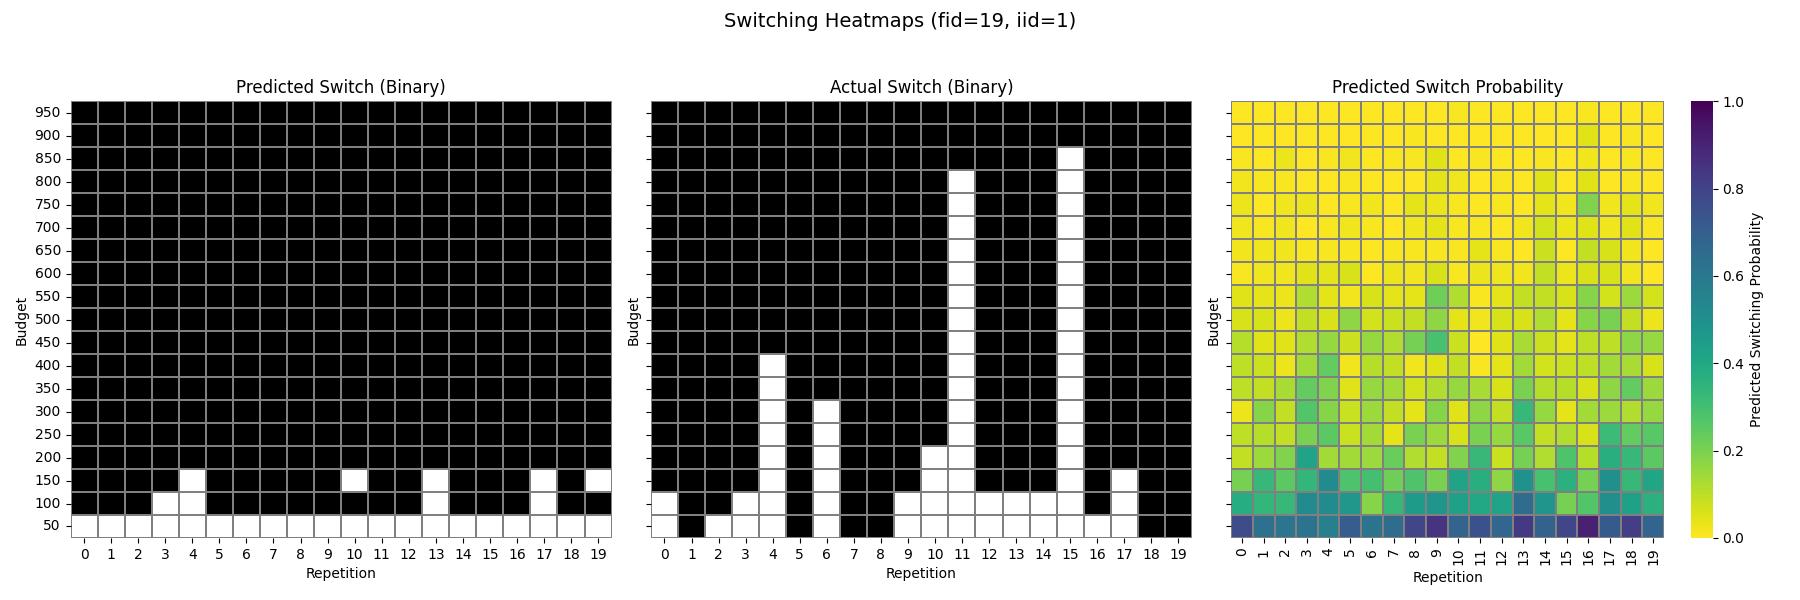 Switching Heatmaps (fid=19, iid=1)
Predicted Switch (Binary)
Actual Switch (Binary)
Predicted Switch Probability
Budget
950
900
850
800
750
700
650
600
550
500
450
400
350
300
250
200
150
100
50
0 1 2 3 4 5 6 7 8 9 10 11 12 13 14 15 16 17 18 19
Repetition
Budget
0 1 2 3 4 5 6 7 8 9 10 11 12 13 14 15 16 17 18 19
Repetition
Budget
0 1 2 3 4 5 6 7 8 9 10 11 12 13 14 15 16 17 18 19
Repetition
1.0
0.8
0.6
0.4
0.2
0.0
Predicted Switching Probability